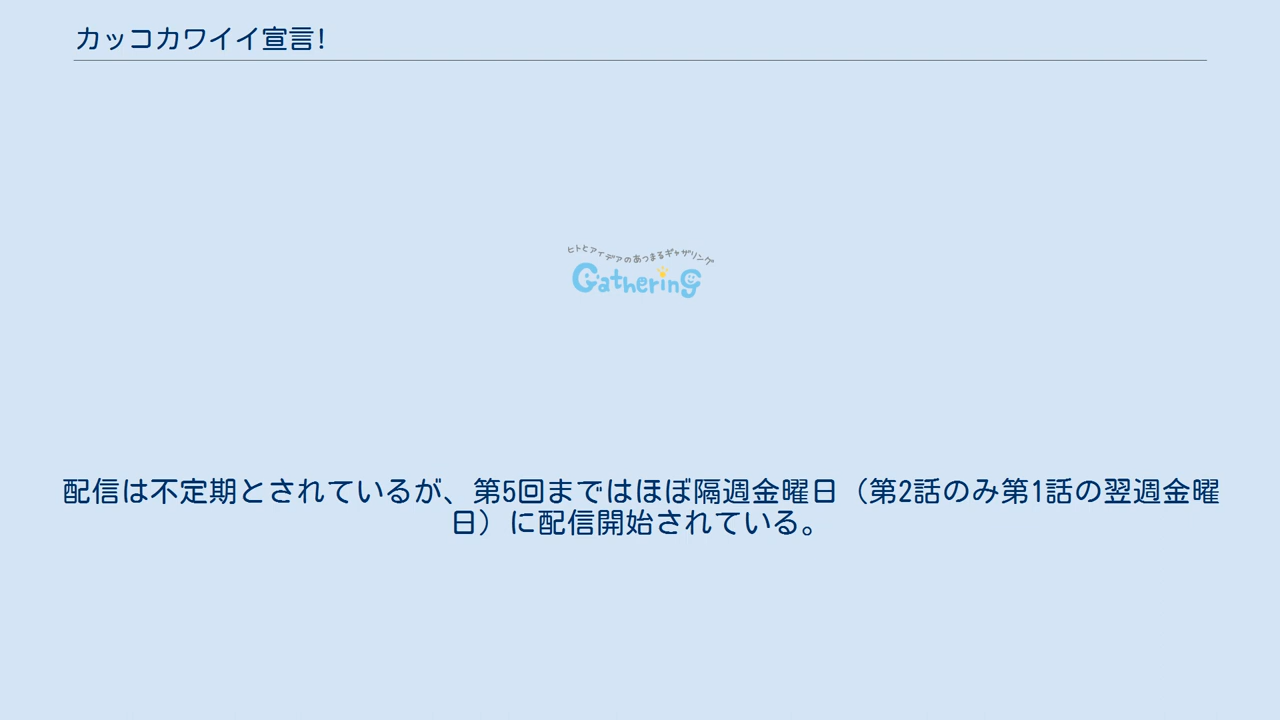 カッコカワイイ宣言!
ヒトとアイデアのあつまるギャザリング
Gathering
配信は不定期とされているが、第5回まではほぼ隔週金曜日（第2話のみ第1話の翌週金曜
日）に配信開始されている。